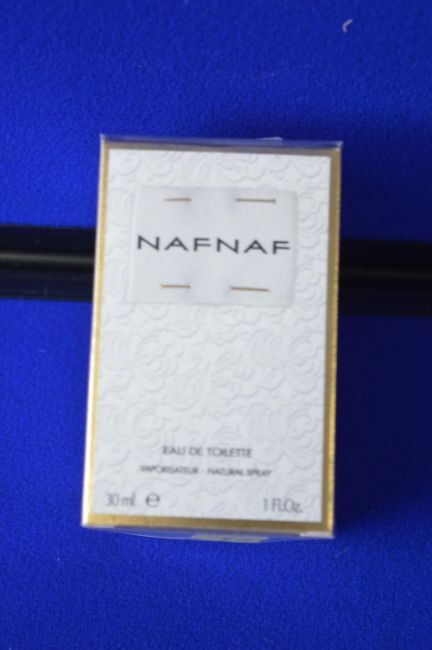 NAFNAF
EAU DE TOILETTE
VAPORISATEUR - NATURAL SPRAY
30 ml ℮ 1 Fl.Oz.